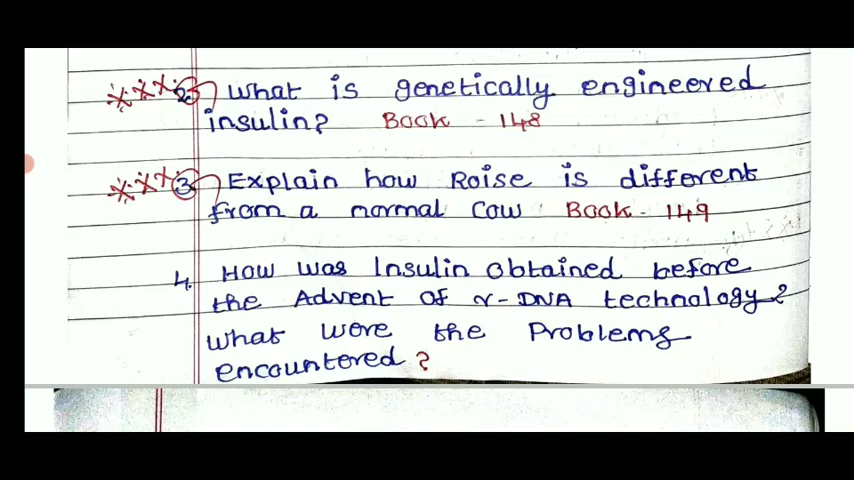 2) What is genetically engineered
insulin? Book - 148
3) Explain how Roise is different
from a normal Cow Book - 149
4. How was Insulin obtained before
the Advent of r-DNA technology?
what were the Problems
encountered ?